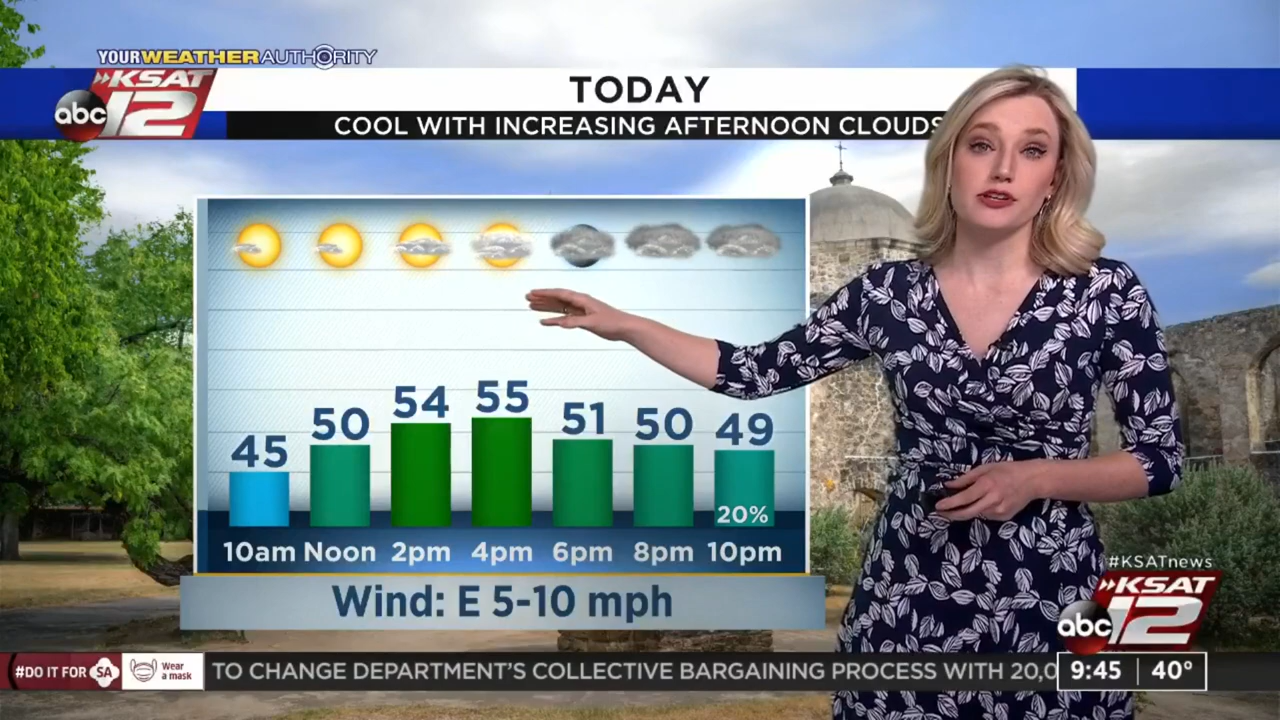 YOURWEATHERAUTHORITY
KSAT
abc 12
TODAY
COOL WITH INCREASING AFTERNOON CLOUDS
45 50 54 55 51 50 49
20%
10am Noon 2pm 4pm 6pm 8pm 10pm
Wind: E 5-10 mph
#KSATnews
KSAT
abc 12
#DO IT FOR SA
Wear
a mask
TO CHANGE DEPARTMENT'S COLLECTIVE BARGAINING PROCESS WITH 20,0
9:45 40°